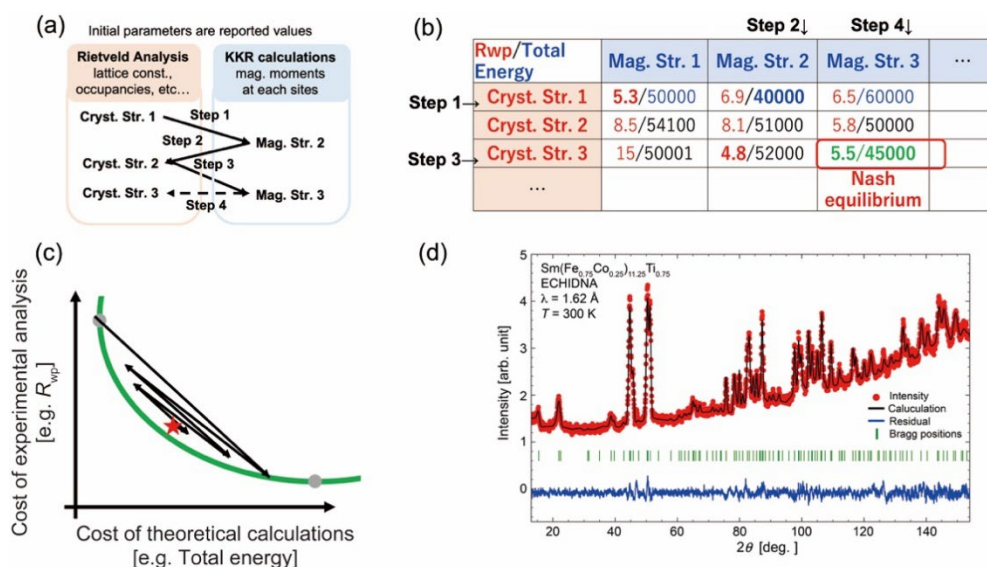 (a)
Initial parameters are reported values
Rietveld Analysis
lattice const.,
occupancies, etc…
KKR calculations
mag. moments
at each sites
Cryst. Str. 1
Step 1
Step 2
Mag. Str. 2
Cryst. Str. 2
Step 3
Cryst. Str. 3
Mag. Str. 3
Step 4
(b)
Step 2↓ Step 4↓
Rwp/Total Energy Mag. Str. 1 Mag. Str. 2 Mag. Str. 3 …
Step 1→ Cryst. Str. 1 5.3/50000 6.9/40000 6.5/60000
Cryst. Str. 2 8.5/54100 8.1/51000 5.8/50000
Step 3→ Cryst. Str. 3 15/50001 4.8/52000 5.5/45000
… Nash
equilibrium
(c)
Cost of experimental analysis
[e.g. Rwp]
Cost of theoretical calculations
[e.g. Total energy]
(d)
Sm(Fe0.75Co0.25)11.25Ti0.75
ECHIDNA
λ = 1.62 Å
T = 300 K
Intensity [arb. unit]
5
4
3
2
1
0
Intensity
Calculation
Residual
Bragg positions
20 40 60 80 100 120 140
2θ [deg. ]